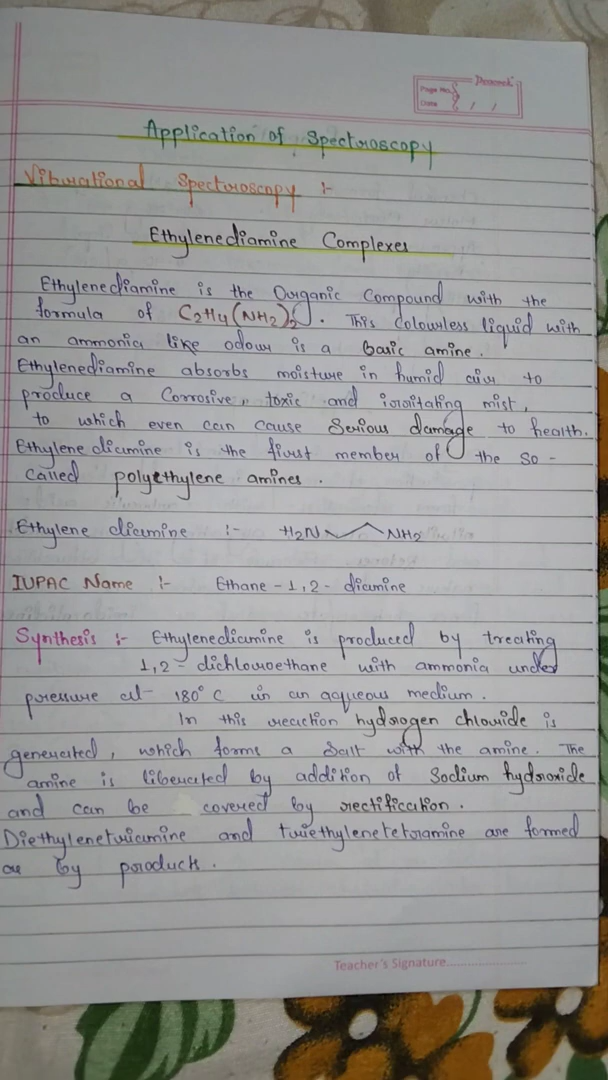 Peacock
Page No.
Date / /
Application of Spectroscopy
Vibrational Spectroscopy :-
Ethylenediamine Complexes
Ethylenediamine is the Organic Compound with the
formula of C2H4(NH2)2. This Colourless liquid with
an ammonia like odour is a basic amine.
Ethylenediamine absorbs moisture in humid air to
produce a Corrosive, toxic and irritating mist,
to which even can cause Serious damage to health.
Ethylene diamine is the first member of the so -
called polyethylene amines.
Ethylene diamine :- H2N NH2
IUPAC Name :- Ethane - 1,2 - diamine
Synthesis :- Ethylenediamine is produced by treating
1,2 - dichloroethane with ammonia under
pressure at 180°C in an aqueous medium.
In this reaction hydrogen chloride is
generated, which forms a Salt with the amine. The
amine is liberated by addition of Sodium hydroxide
and can be covered by rectification.
Diethylenetriamine and triethylenetetramine are formed
as by products.
Teacher's Signature